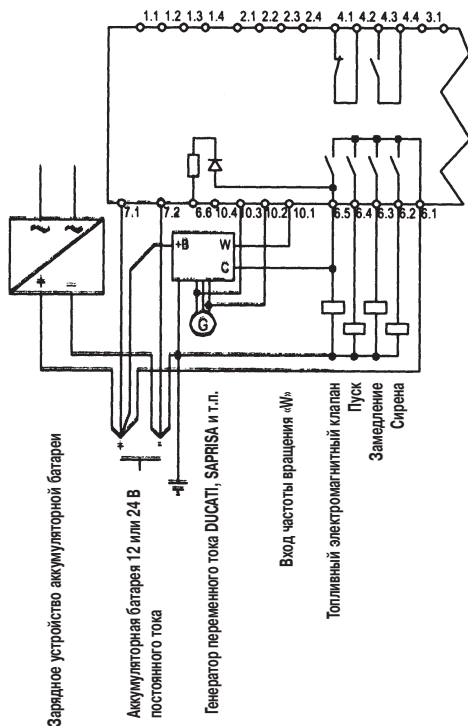 1.1
1.2
1.3
1.4
2.1
2.2
2.3
2.4
4.1
4.2
4.3
4.4
3.1
7.1
7.2
6.6
10.4
10.3
10.2
10.1
6.5
6.4
6.3
6.2
6.1
+B
W
C
G
+
=
+
-
Зарядное устройство аккумуляторной батареи
Аккумуляторная батарея 12 или 24 В
постоянного тока
Генератор переменного тока DUCATI, SAPRISA и т.п.
Вход частоты вращения «W»
Топливный электромагнитный клапан
Пуск
Замедление
Сирена